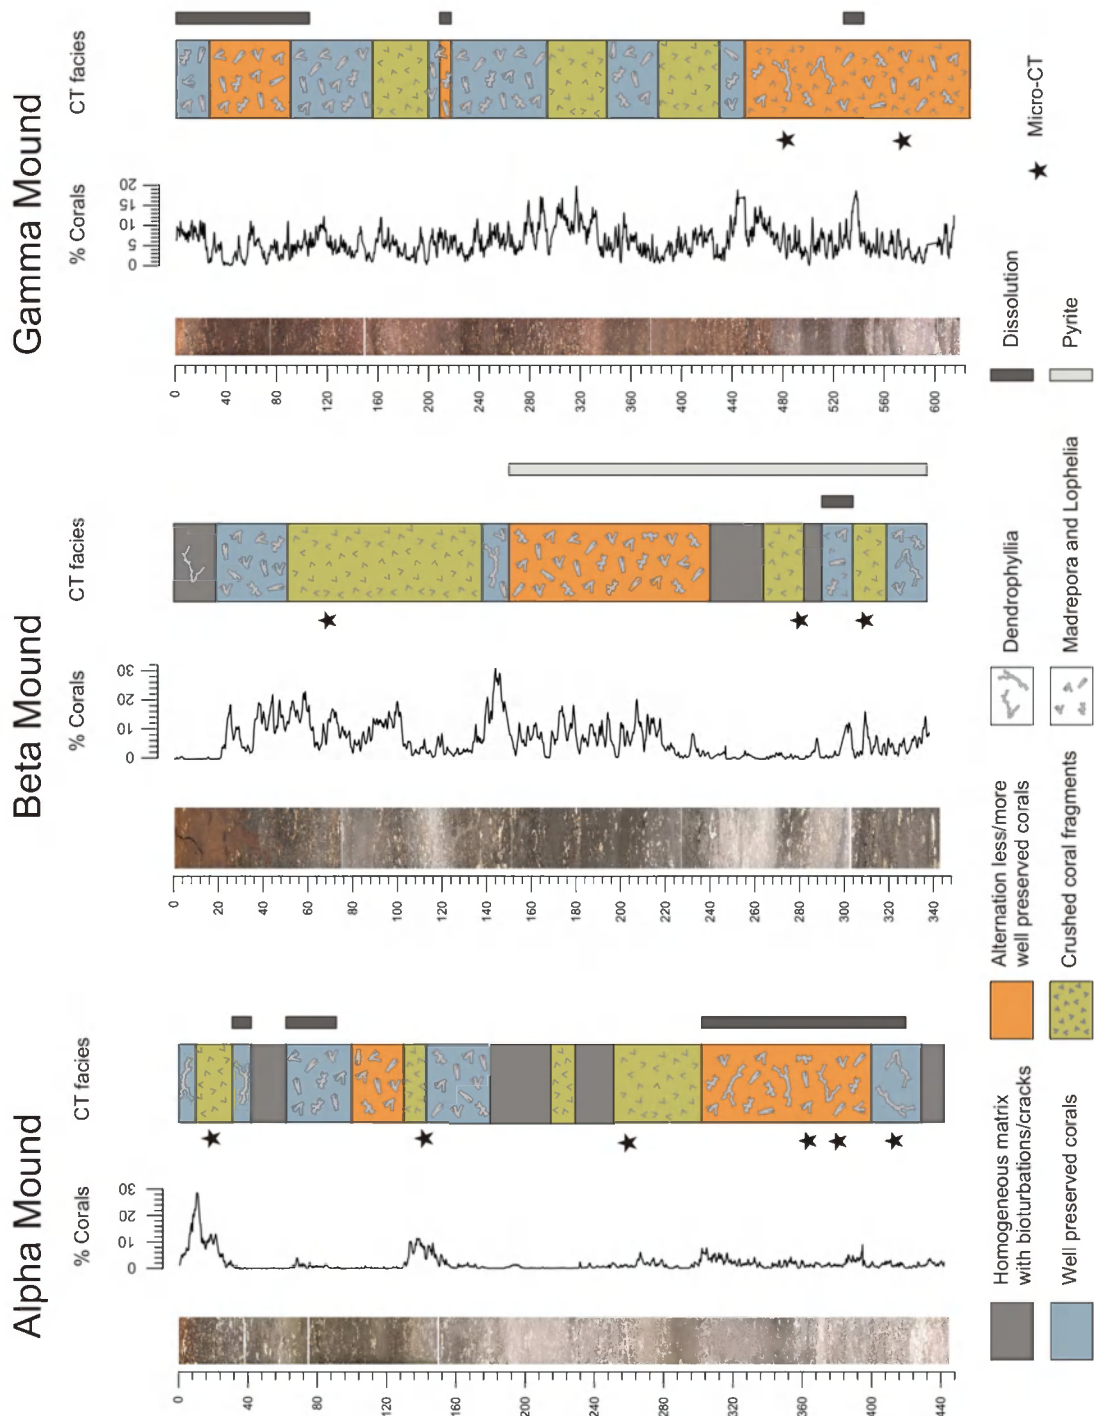 Alpha Mound
% Corals
CT facies
0
10
20
30
0
40
80
120
160
200
240
280
320
360
400
440
Beta Mound
% Corals
CT facies
0
10
20
30
0
20
40
60
80
100
120
140
160
180
200
220
240
260
280
300
320
340
Gamma Mound
% Corals
CT facies
0
5
10
15
20
0
40
80
120
160
200
240
280
320
360
400
440
480
520
560
600
Homogeneous matrix
with bioturbations/cracks
Well preserved corals
Alternation less/more
well preserved corals
Crushed coral fragments
Dendrophyllia
Madrepora and Lophelia
Dissolution
Pyrite
Micro-CT